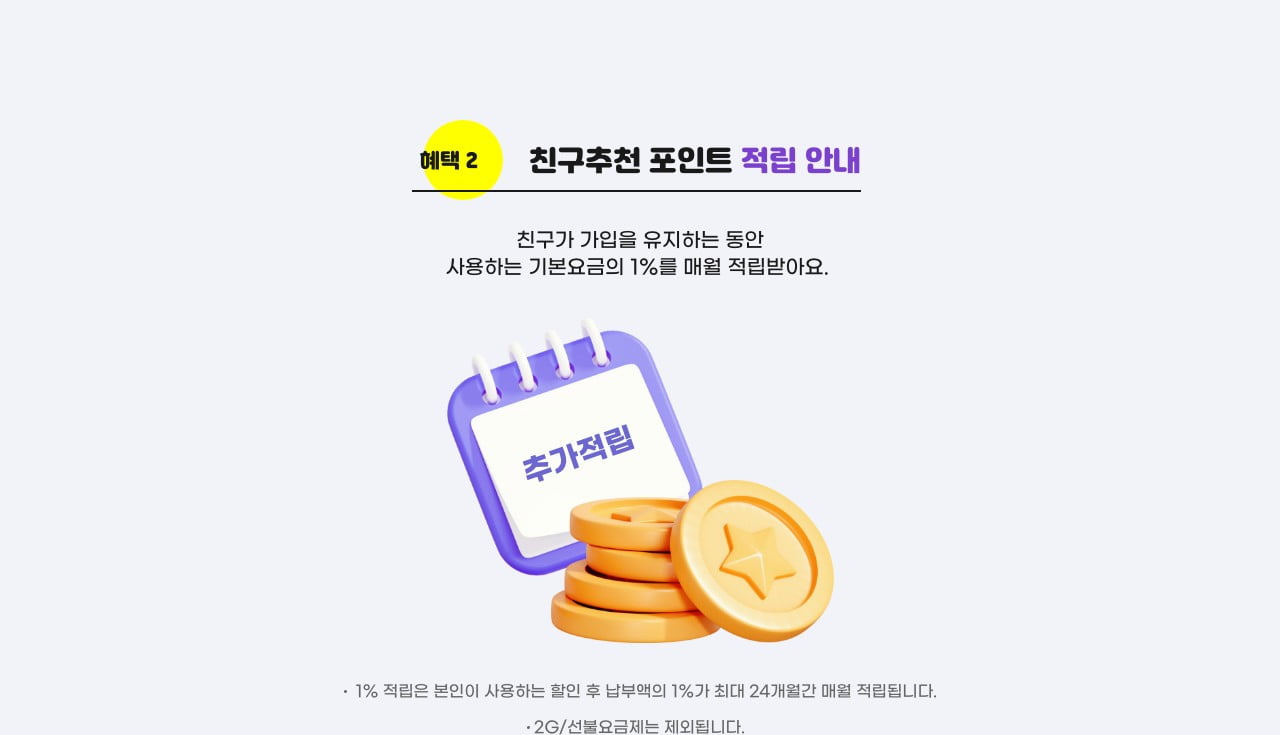 혜택 2 친구추천 포인트 적립 안내
친구가 가입을 유지하는 동안
사용하는 기본요금의 1%를 매월 적립받아요.
추가적립
· 1% 적립은 본인이 사용하는 할인 후 납부액의 1%가 최대 24개월간 매월 적립됩니다.
· 2G/선불요금제는 제외됩니다.